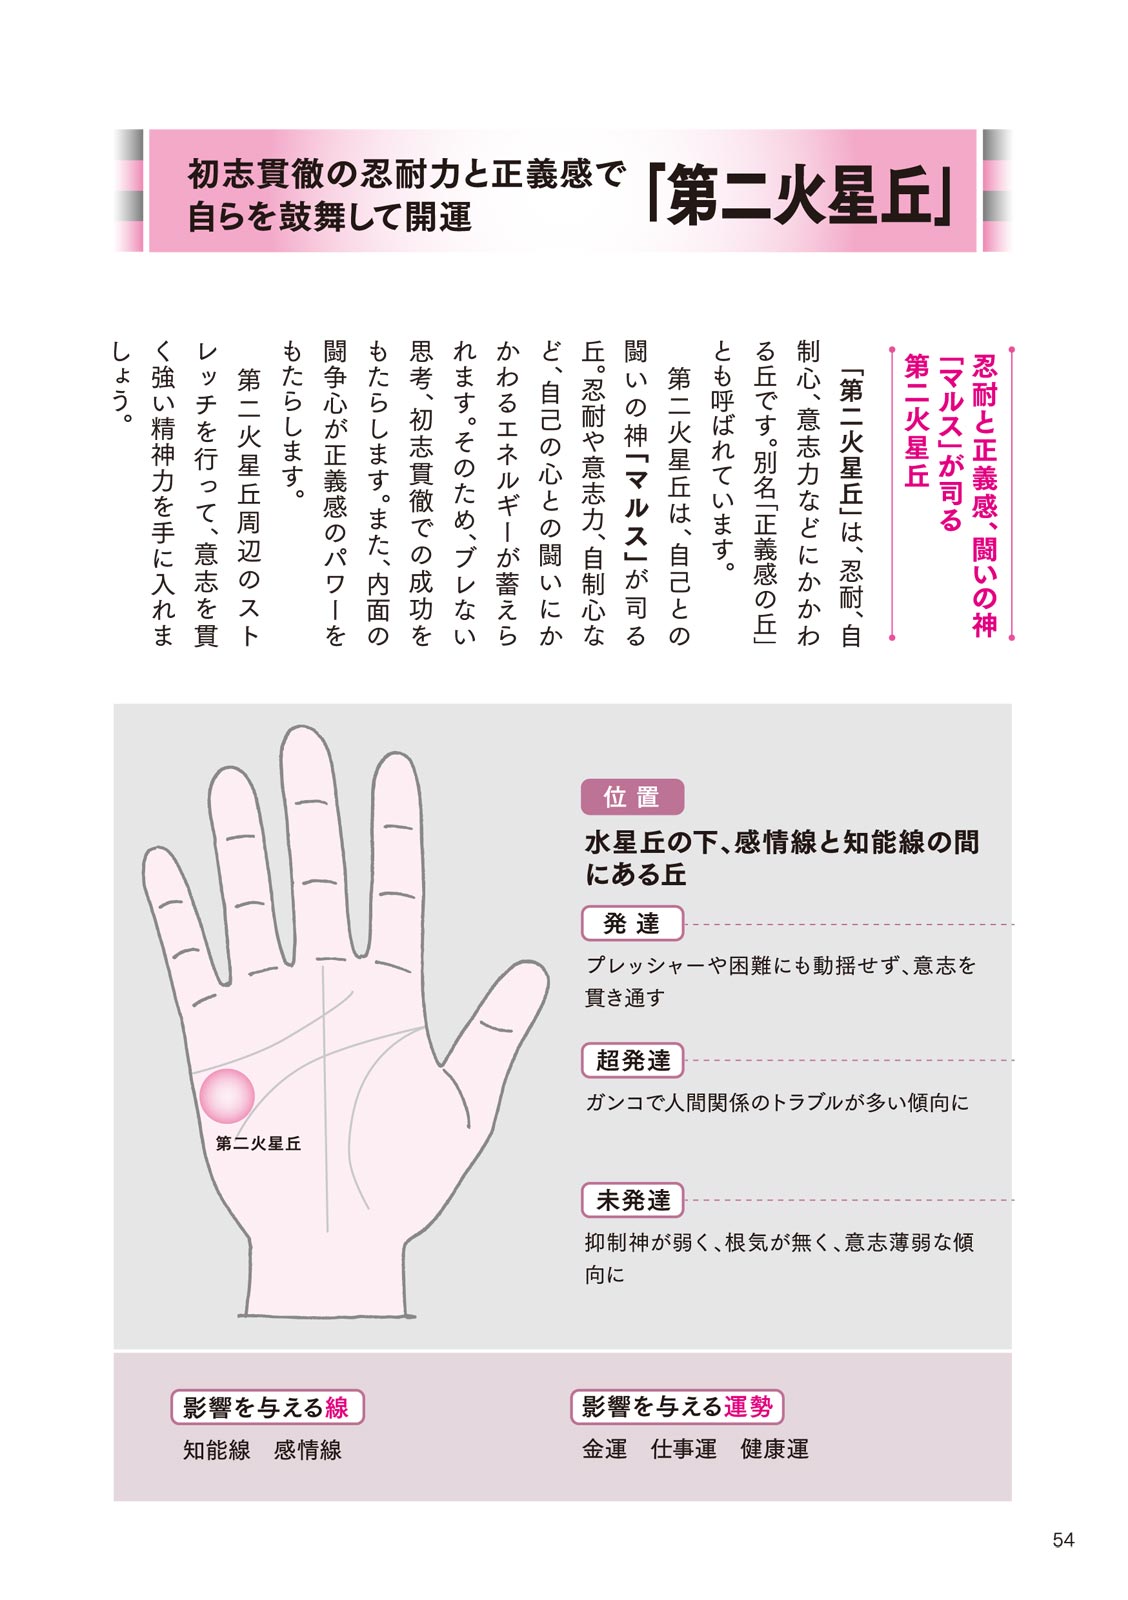 初志貫徹の忍耐力と正義感で
自らを鼓舞して開運
「第二火星丘」
忍耐と正義感、闘いの神
「マルス」が司る
第二火星丘
「第二火星丘」は、忍耐、自
制心、意志力などにかかわ
る丘です。別名「正義感の丘」
とも呼ばれています。
第二火星丘は、自己との
闘いの神「マルス」が司る
丘。忍耐や意志力、自制心な
ど、自己の心との闘いにか
かわるエネルギーが蓄えら
れます。そのため、ブレない
思考、初志貫徹での成功を
もたらします。また、内面の
闘争心が正義感のパワーを
もたらします。
第二火星丘周辺のスト
レッチを行って、意志を貫
く強い精神力を手に入れま
しょう。
第二火星丘
位置
水星丘の下、感情線と知能線の間
にある丘
発達
プレッシャーや困難にも動揺せず、意志を
貫き通す
超発達
ガンコで人間関係のトラブルが多い傾向に
未発達
抑制神が弱く、根気が無く、意志薄弱な傾
向に
影響を与える線
知能線　感情線
影響を与える運勢
金運　仕事運　健康運
54